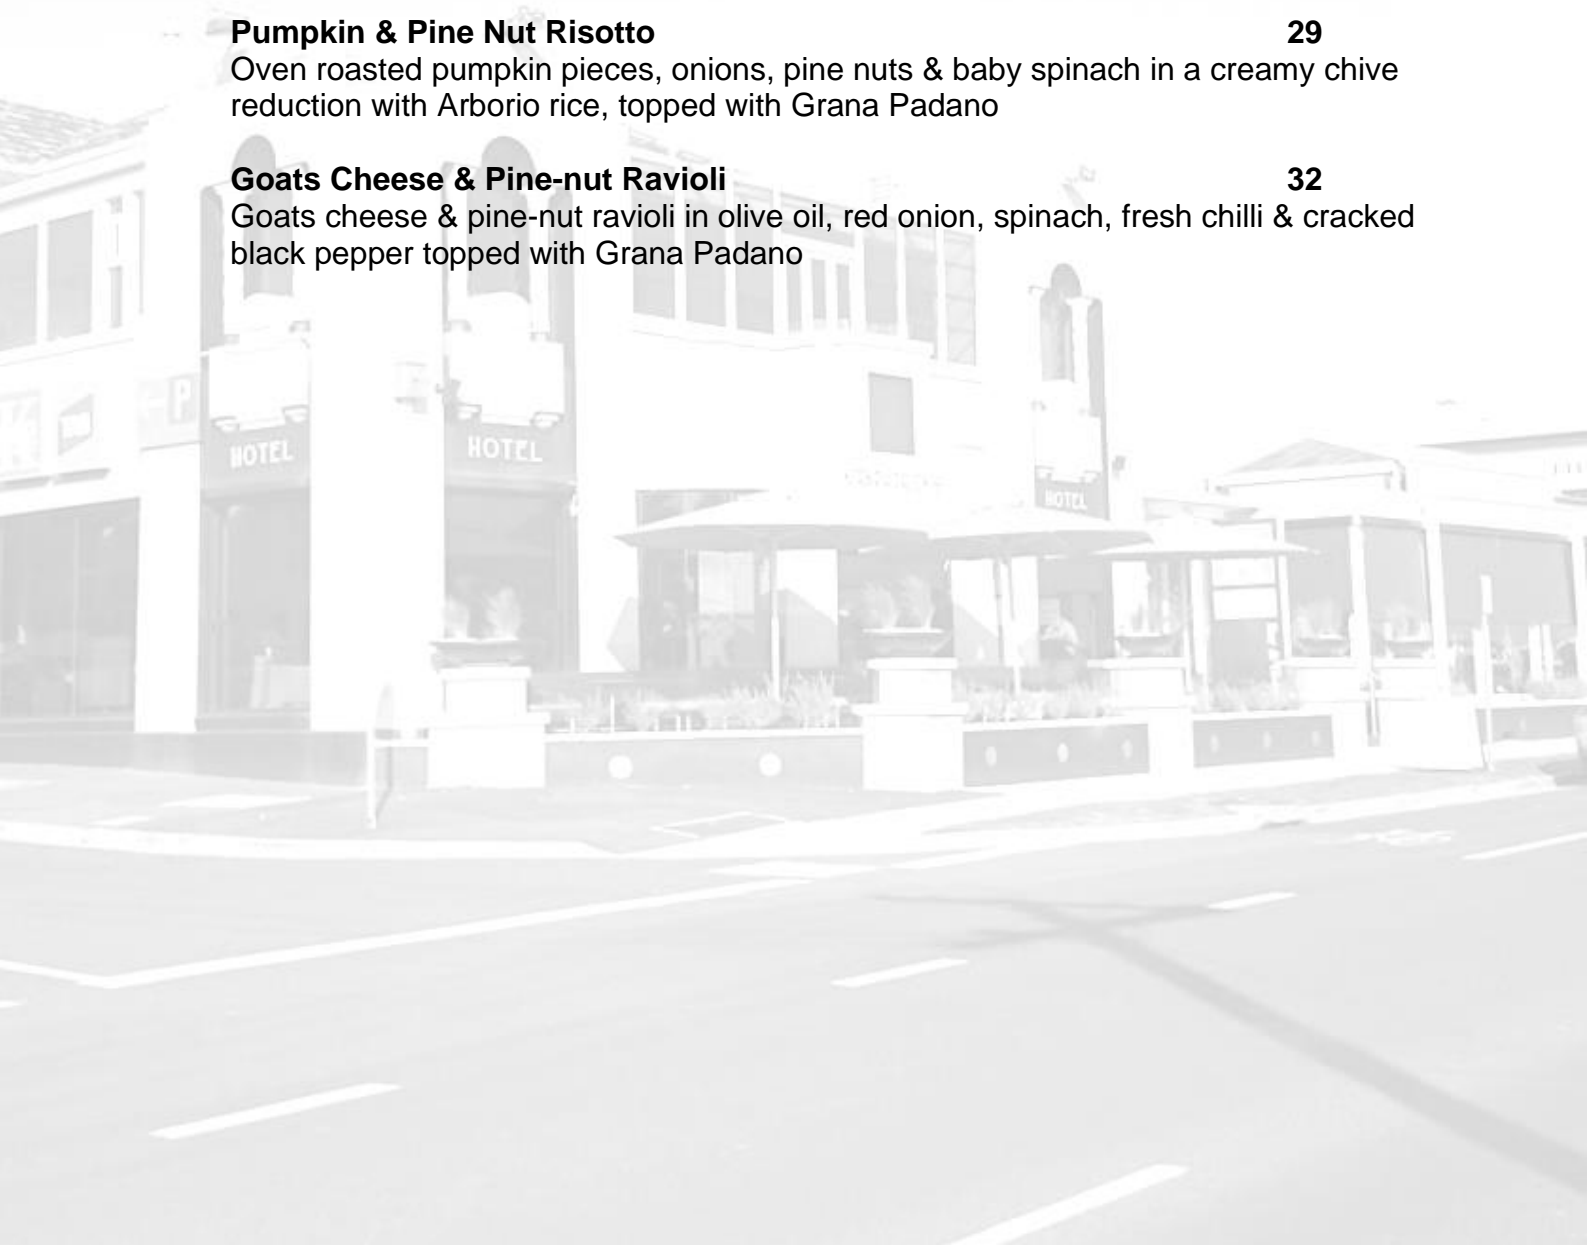 Pumpkin & Pine Nut Risotto 29
Oven roasted pumpkin pieces, onions, pine nuts & baby spinach in a creamy chive
reduction with Arborio rice, topped with Grana Padano
Goats Cheese & Pine-nut Ravioli 32
Goats cheese & pine-nut ravioli in olive oil, red onion, spinach, fresh chilli & cracked
black pepper topped with Grana Padano
P
HOTEL
HOTEL
HOTEL